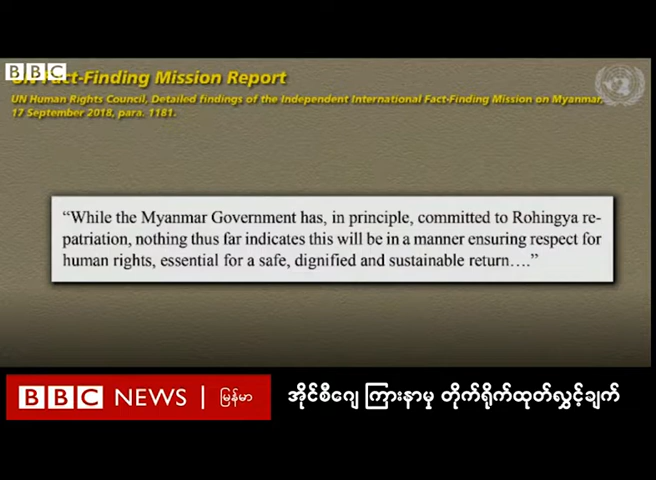 BBC
UN Fact-Finding Mission Report
UN Human Rights Council, Detailed findings of the Independent International Fact-Finding Mission on Myanmar,
17 September 2018, para. 1181.
“While the Myanmar Government has, in principle, committed to Rohingya re-
patriation, nothing thus far indicates this will be in a manner ensuring respect for
human rights, essential for a safe, dignified and sustainable return….”
BBC NEWS | မြန်မာ အိုင်စီဂျေ ကြားနာမှု တိုက်ရိုက်ထုတ်လွှင့်ချက်